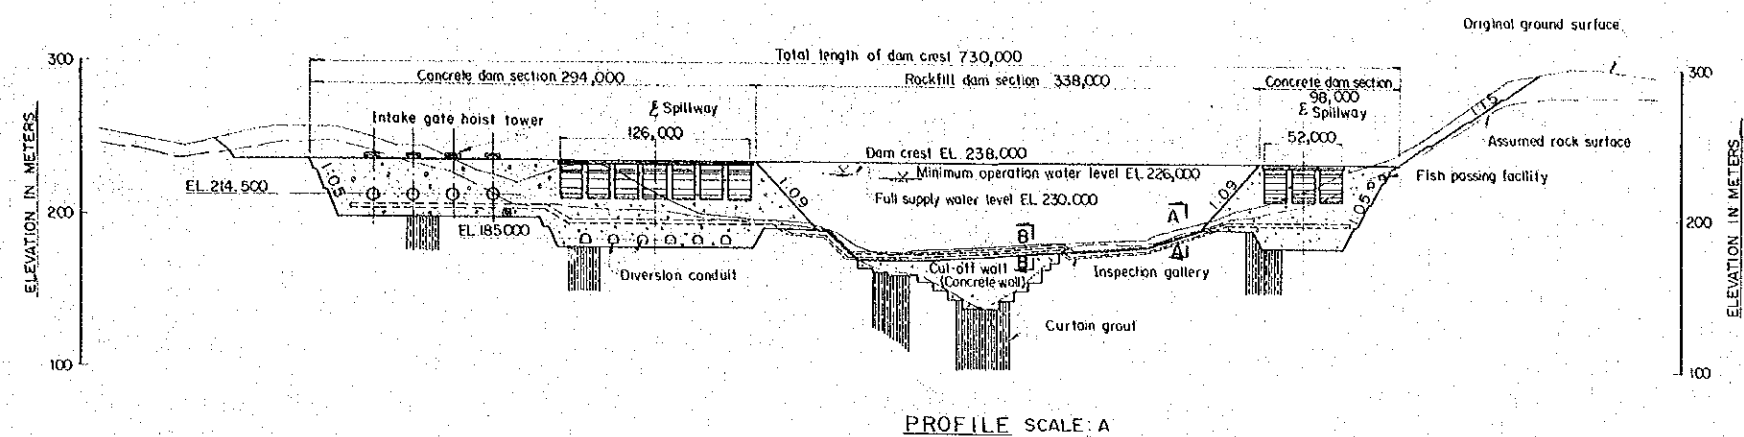 Original ground surface
300
Total length of dam crest 730,000
Concrete dam section 294,000
Rockfill dam section 338,000
Concrete dam section
98,000
300
℄ Spillway
126,000
℄ Spillway
52,000
Intake gate hoist tower
1:1.5
Assumed rock surface
Dam crest EL. 238,000
Minimum operation water level EL. 226,000
Full supply water level EL. 230.000
Fish passing facility
EL. 214.500
1:0.5
1:0.9
1:0.9
1:0.5
200
200
EL. 185000
A
A
B
B
Diversion conduit
Cut-off wall
(Concrete wall)
Inspection gallery
Curtain grout
100
100
ELEVATION IN METERS
ELEVATION IN METERS
PROFILE SCALE: A